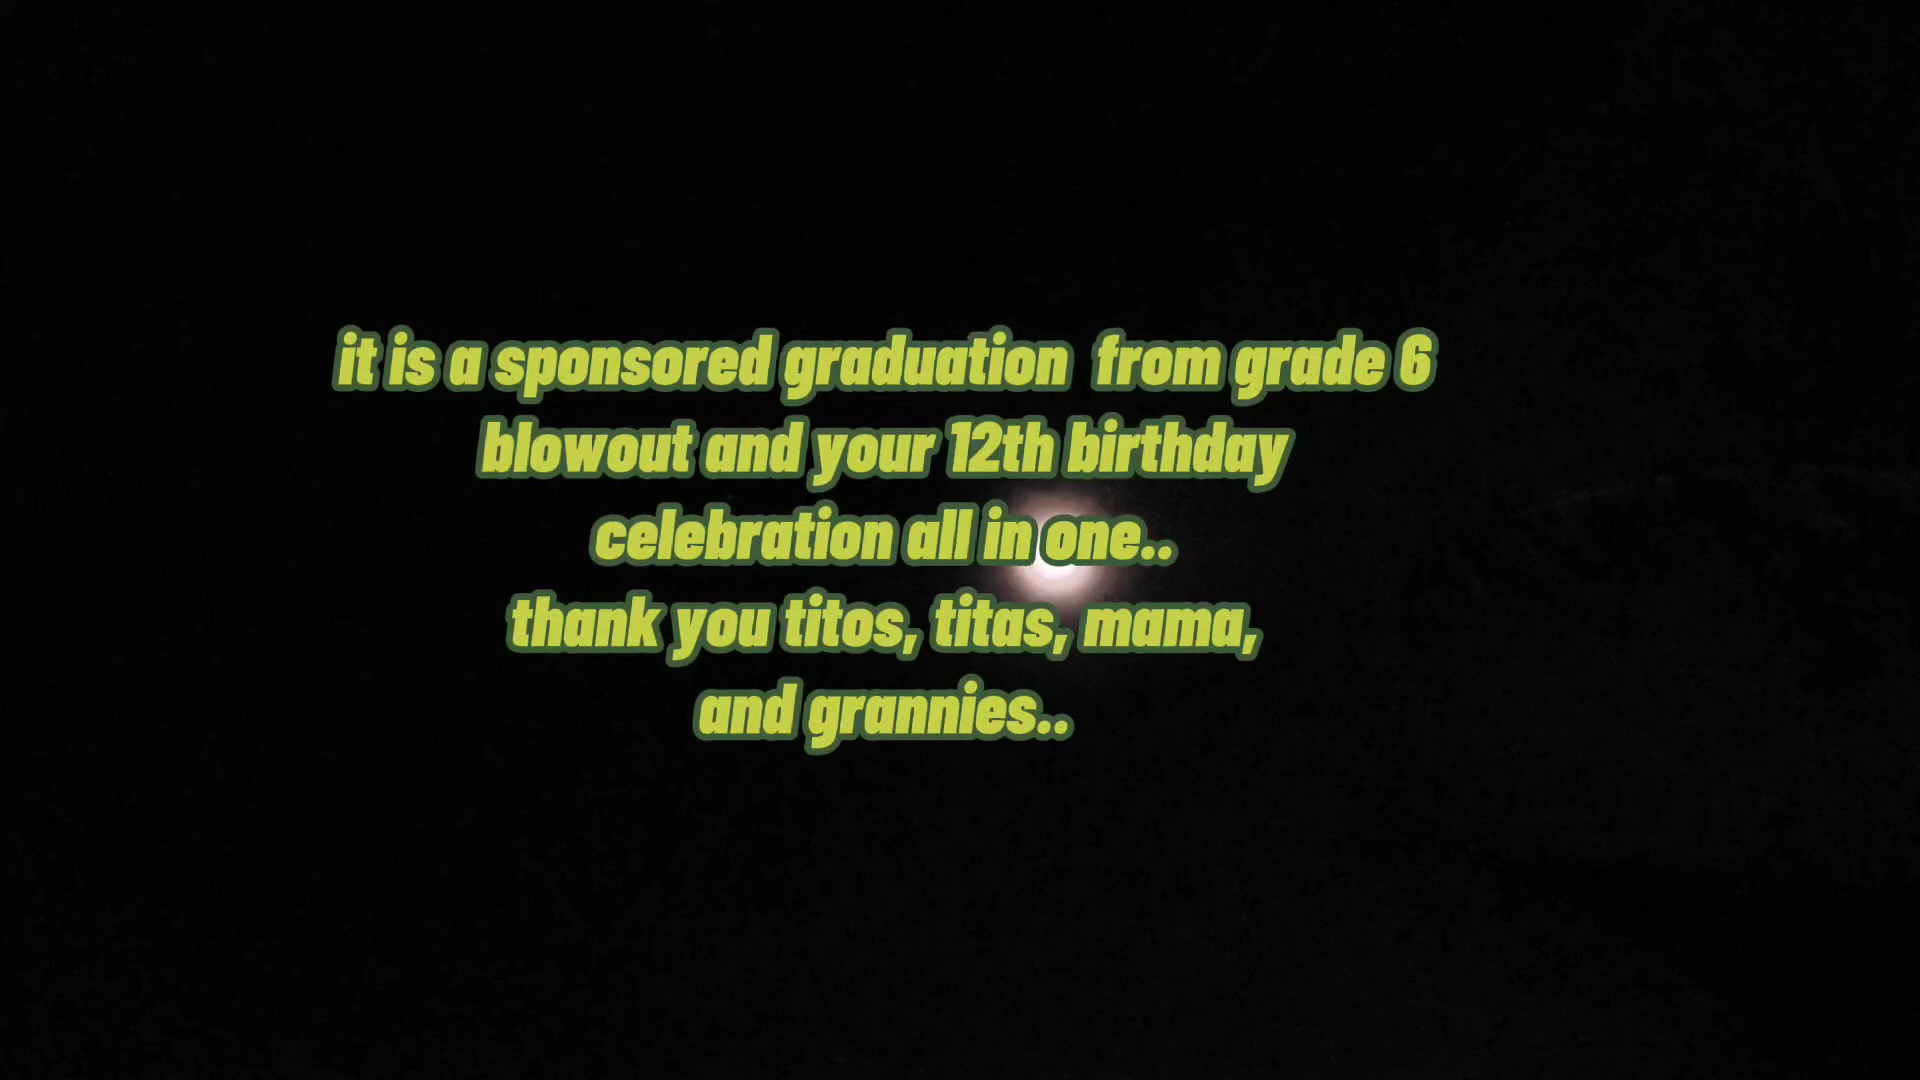 it is a sponsored graduation from grade 6
blowout and your 12th birthday
celebration all in one..
thank you titos, titas, mama,
and grannies..